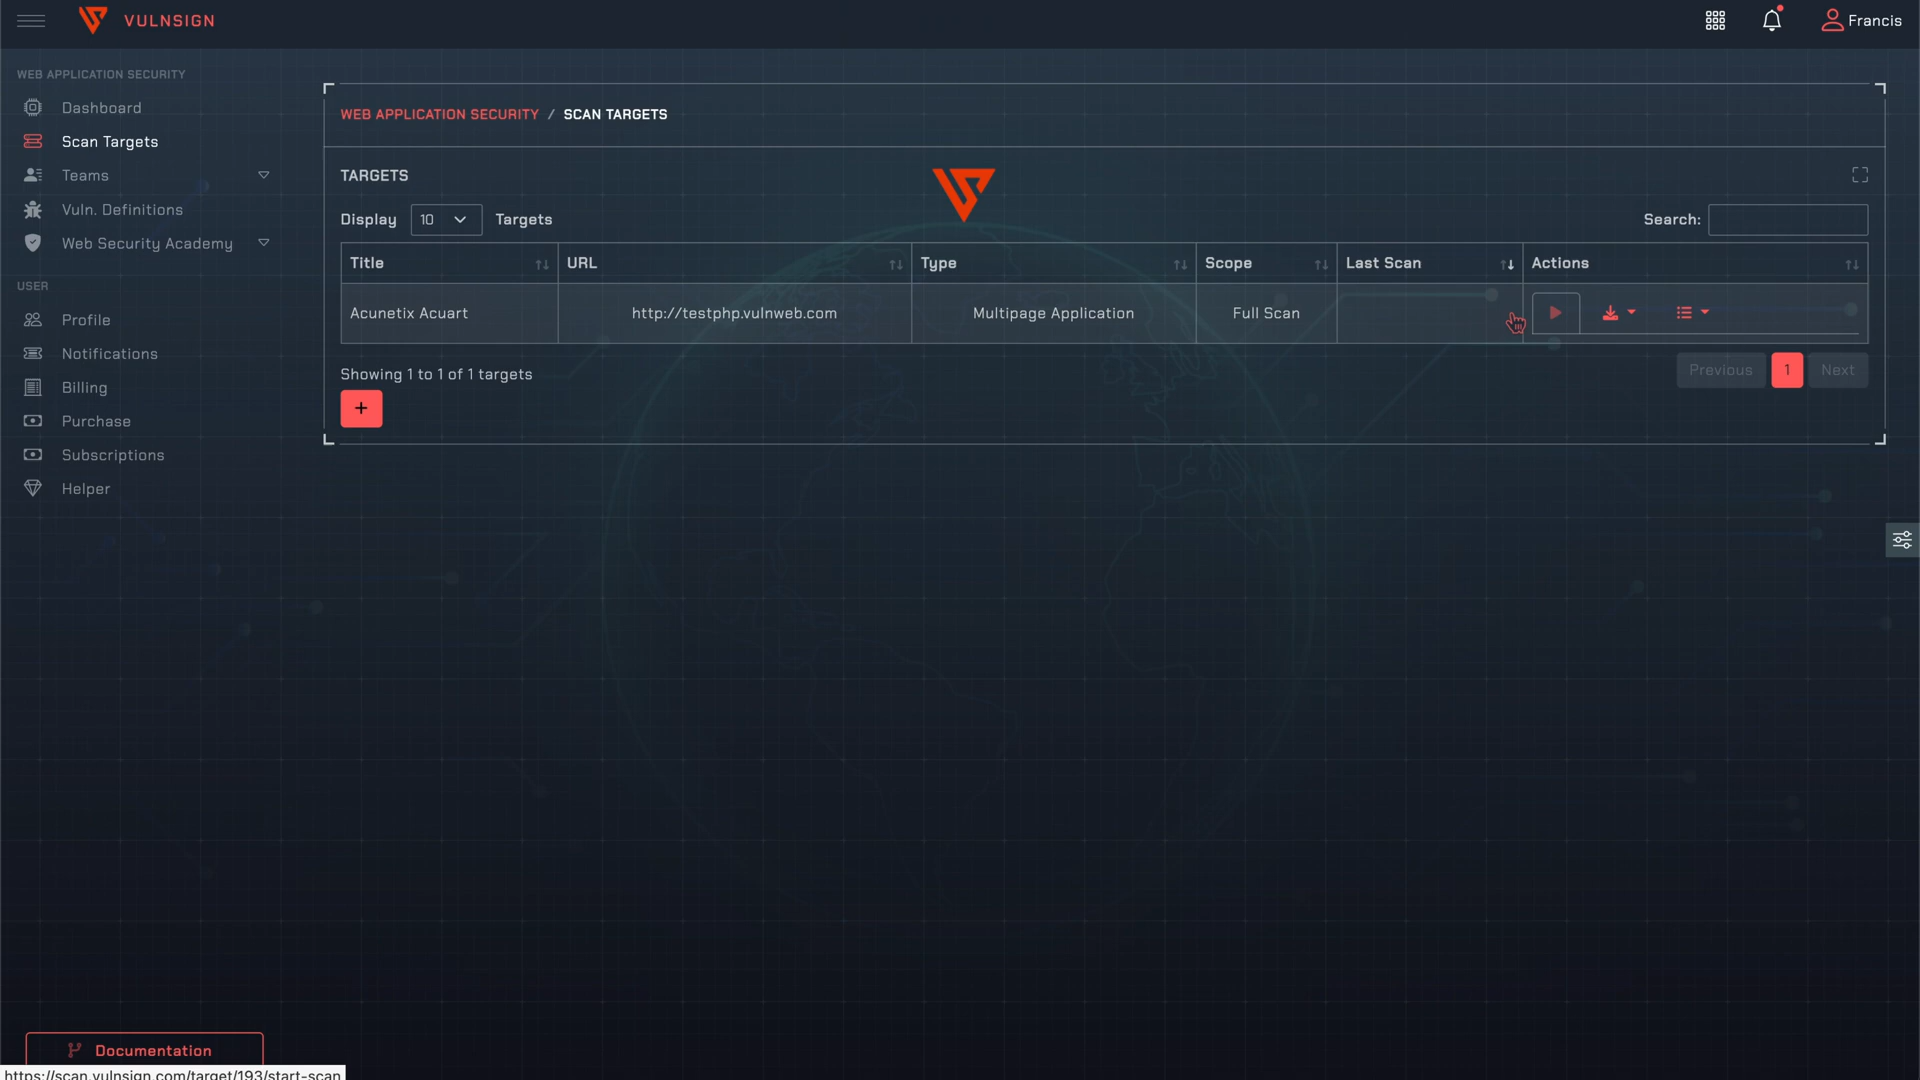 VULNSIGN
Francis
WEB APPLICATION SECURITY
Dashboard
Scan Targets
Teams
Vuln. Definitions
Web Security Academy
USER
Profile
Notifications
Billing
Purchase
Subscriptions
Helper
WEB APPLICATION SECURITY / SCAN TARGETS
TARGETS
Display 10 Targets
Search:
Title URL Type Scope Last Scan Actions
Acunetix Acuart http://testphp.vulnweb.com Multipage Application Full Scan
Showing 1 to 1 of 1 targets
Previous 1 Next
+
Documentation
https://scan.vulnsign.com/target/193/start-scan